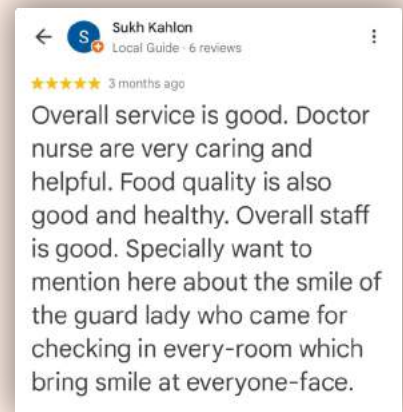 Sukh Kahlon
Local Guide · 6 reviews
3 months ago
Overall service is good. Doctor
nurse are very caring and
helpful. Food quality is also
good and healthy. Overall staff
is good. Specially want to
mention here about the smile of
the guard lady who came for
checking in every-room which
bring smile at everyone-face.